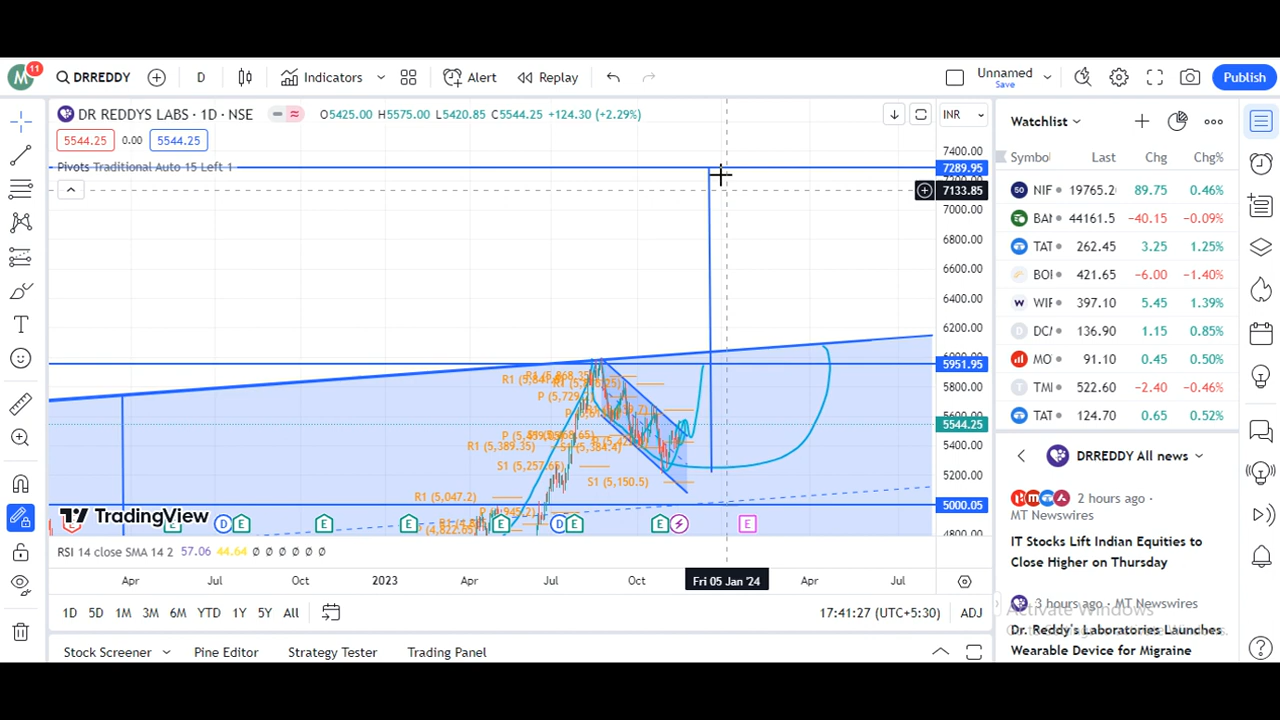 M 11 DRREDDY D Indicators Alert Replay Unnamed Save Publish
DR REDDYS LABS · 1D · NSE O5425.00 H5575.00 L5420.85 C5544.25 +124.30 (+2.29%) INR
5544.25 0.00 5544.25
Pivots Traditional Auto 15 Left 1
7400.00
7289.95
7133.85
7000.00
6800.00
6600.00
6400.00
6200.00
5951.95
5800.00
5544.25
5400.00
5200.00
5000.05
4800.00
R1 (5,389.35)
S1 (5,257.65)
S1 (5,150.5)
R1 (5,047.2)
TradingView
D E E E E D E E E
RSI 14 close SMA 14 2 57.06 44.64 Ø Ø Ø Ø Ø Ø
Apr Jul Oct 2023 Apr Jul Oct Fri 05 Jan '24 Apr Jul
1D 5D 1M 3M 6M YTD 1Y 5Y All 17:41:27 (UTC+5:30) ADJ
Stock Screener Pine Editor Strategy Tester Trading Panel
Watchlist
Symbol Last Chg Chg%
50 NIF 19765.2 89.75 0.46%
BAN 44161.5 −40.15 −0.09%
TAT 262.45 3.25 1.25%
BOI 421.65 −6.00 −1.40%
WIF 397.10 5.45 1.39%
DCM 136.90 1.15 0.85%
MO 91.10 0.45 0.50%
TMI 522.60 −2.40 −0.46%
TAT 124.70 0.65 0.52%
DRREDDY All news
2 hours ago ·
MT Newswires
IT Stocks Lift Indian Equities to
Close Higher on Thursday
3 hours ago · MT Newswires
Activate Windows
Dr. Reddy's Laboratories Launches
Wearable Device for Migraine